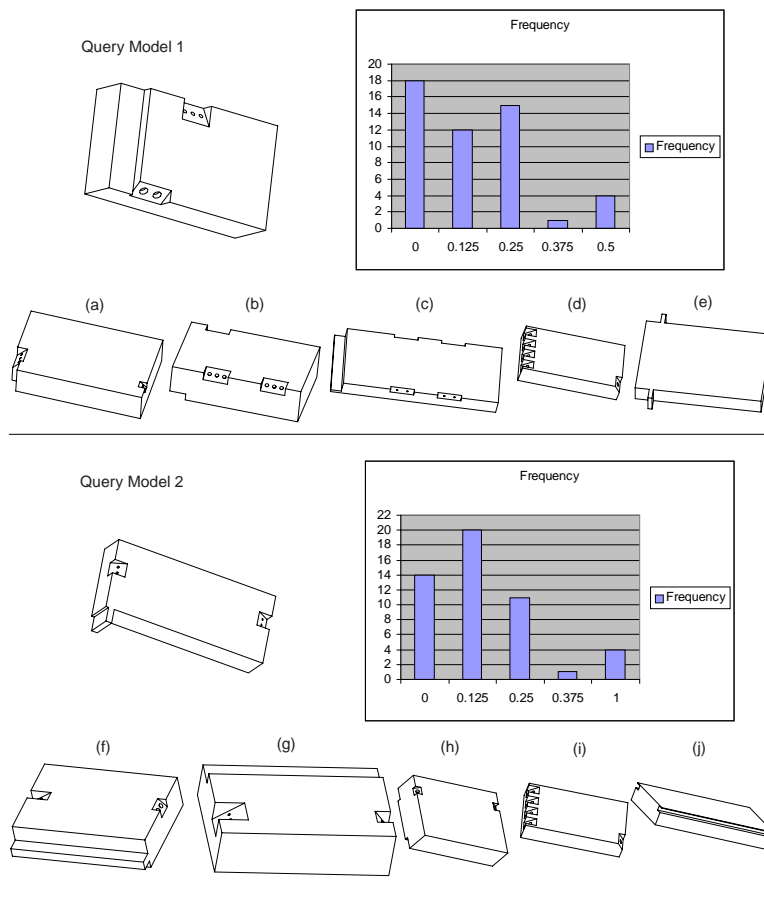 Query Model 1
Frequency
20
18
16
14
12
10
8
6
4
2
0
0 0.125 0.25 0.375 0.5
Frequency
(a) (b) (c) (d) (e)
Query Model 2
Frequency
22
20
18
16
14
12
10
8
6
4
2
0
0 0.125 0.25 0.375 1
Frequency
(f) (g) (h) (i) (j)